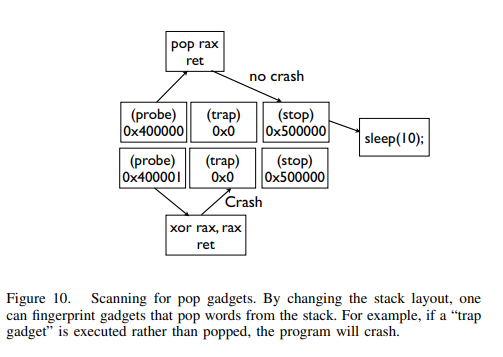 pop rax
ret
no crash
(probe) (trap) (stop)
0x400000 0x0 0x500000
sleep(10);
(probe) (trap) (stop)
0x400001 0x0 0x500000
Crash
xor rax, rax
ret
Figure 10. Scanning for pop gadgets. By changing the stack layout, one
can fingerprint gadgets that pop words from the stack. For example, if a “trap
gadget” is executed rather than popped, the program will crash.